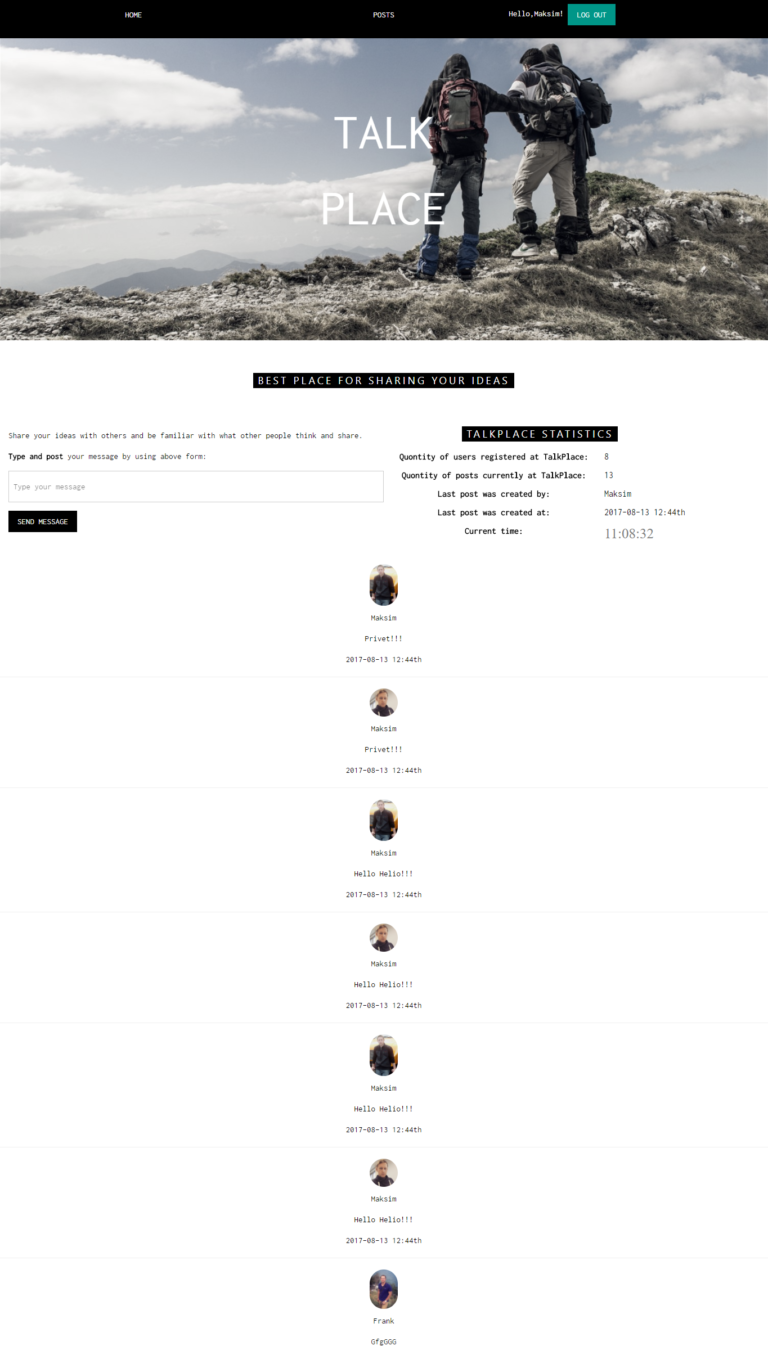 HOME
POSTS
Hello,Maksim!
LOG OUT
TALK
PLACE
BEST PLACE FOR SHARING YOUR IDEAS
Share your ideas with others and be familiar with what other people think and share.
Type and post your message by using above form:
Type your message
SEND MESSAGE
TALKPLACE STATISTICS
Quontity of users registered at TalkPlace: 8
Quontity of posts currently at TalkPlace: 13
Last post was created by: Maksim
Last post was created at: 2017-08-13 12:44th
Current time: 11:08:32
Maksim
Privet!!!
2017-08-13 12:44th
Maksim
Privet!!!
2017-08-13 12:44th
Maksim
Hello Helio!!!
2017-08-13 12:44th
Maksim
Hello Helio!!!
2017-08-13 12:44th
Maksim
Hello Helio!!!
2017-08-13 12:44th
Maksim
Hello Helio!!!
2017-08-13 12:44th
Frank
GfgGGG